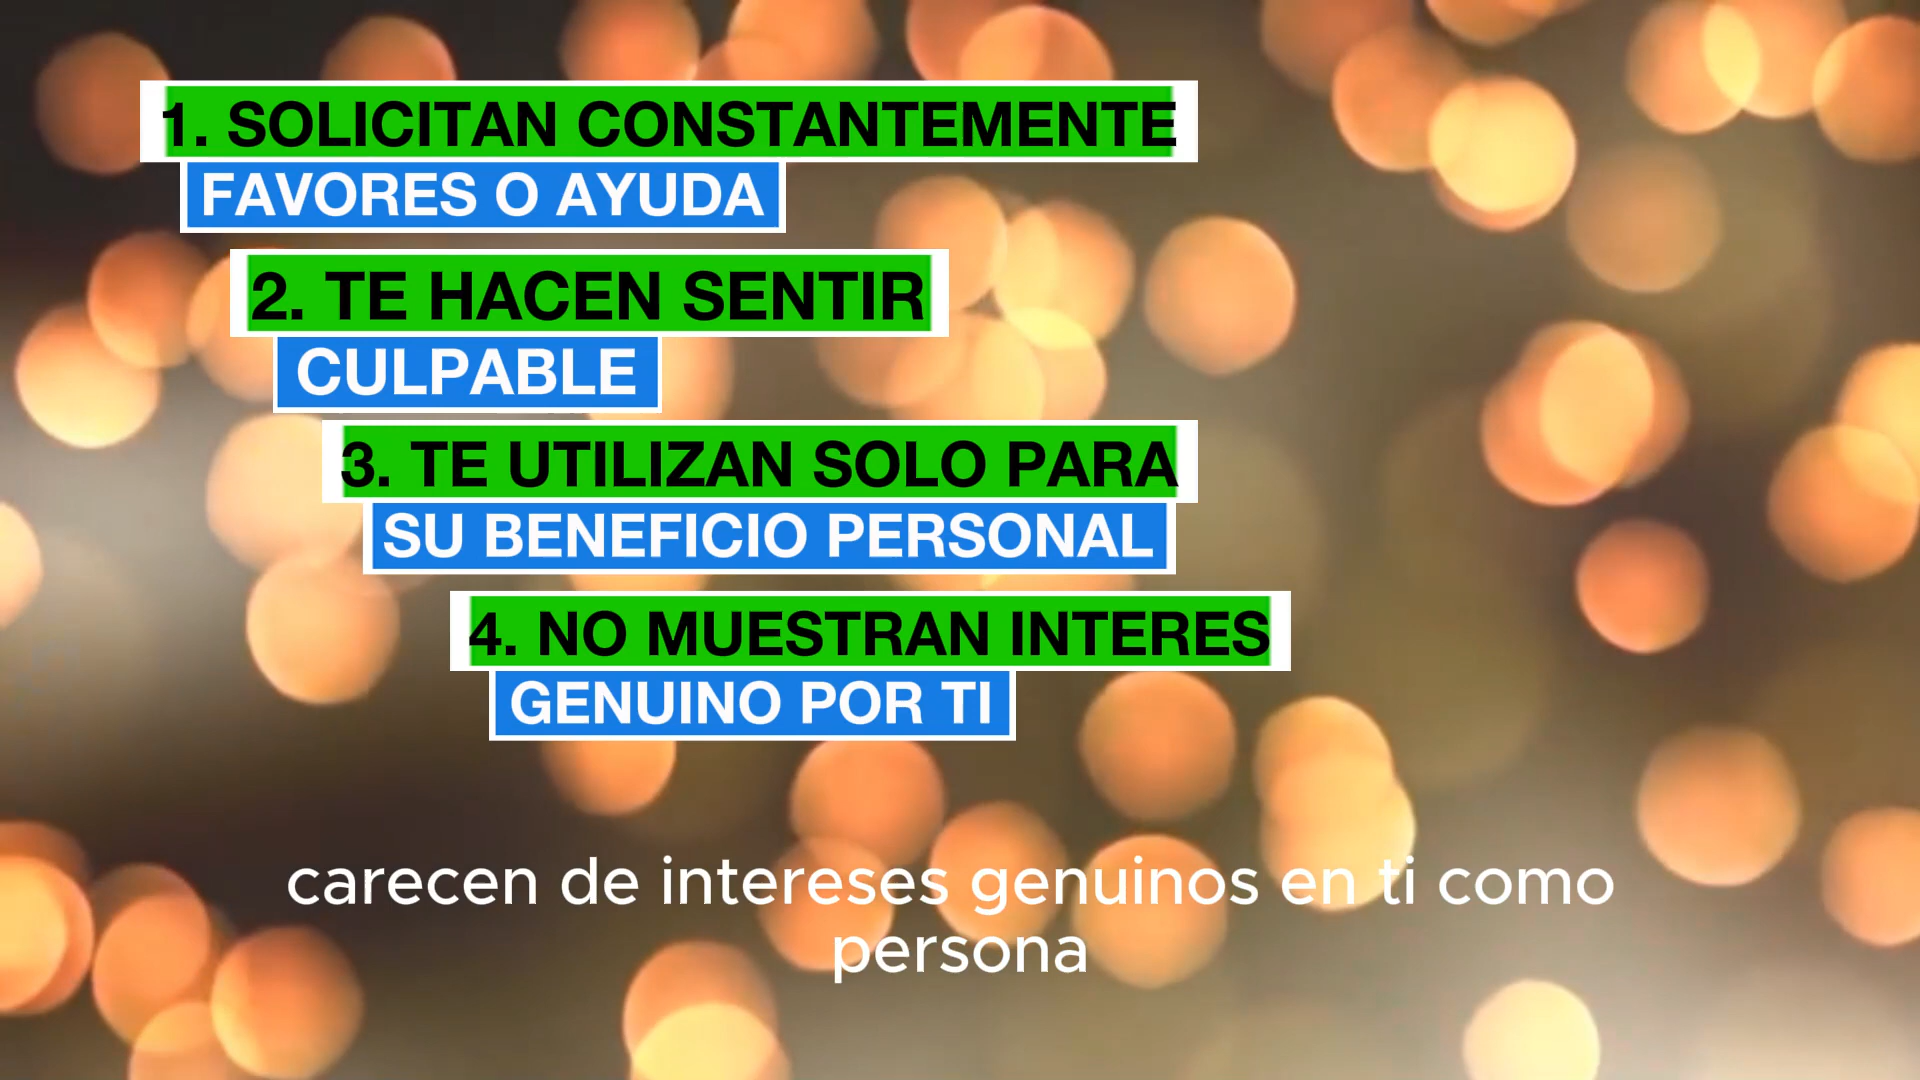 1. SOLICITAN CONSTANTEMENTE
FAVORES O AYUDA
2. TE HACEN SENTIR
CULPABLE
3. TE UTILIZAN SOLO PARA
SU BENEFICIO PERSONAL
4. NO MUESTRAN INTERES
GENUINO POR TI
carecen de intereses genuinos en ti como
persona